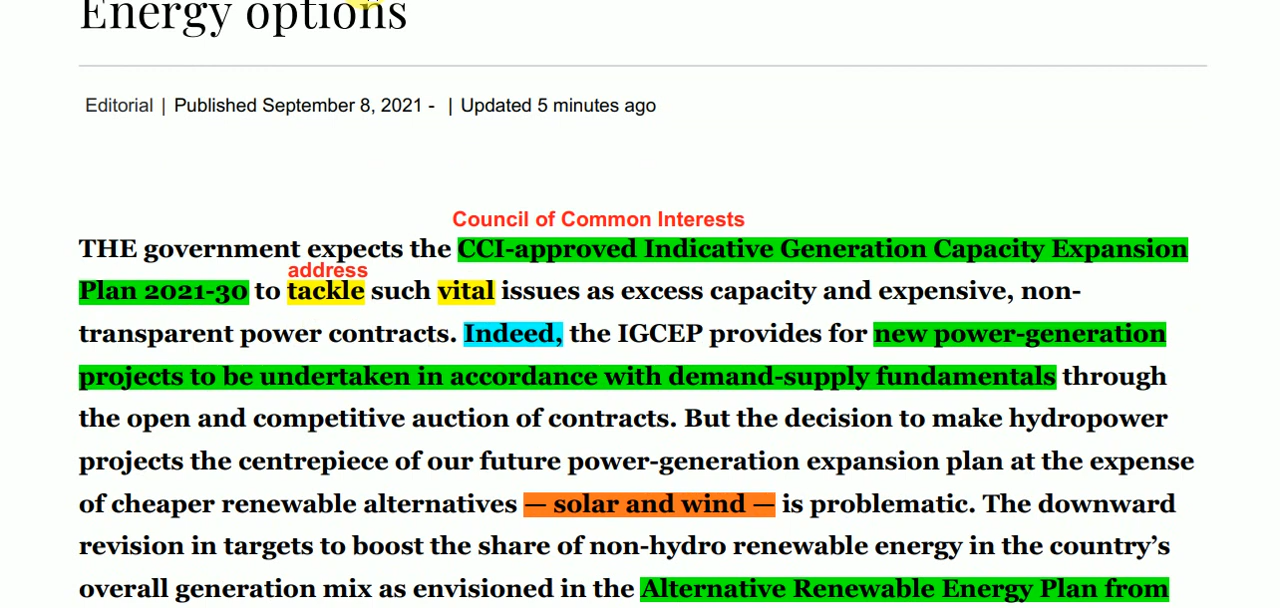 Energy options
Editorial | Published September 8, 2021 - | Updated 5 minutes ago
Council of Common Interests
THE government expects the CCI-approved Indicative Generation Capacity Expansion
address
Plan 2021-30 to tackle such vital issues as excess capacity and expensive, non-
transparent power contracts. Indeed, the IGCEP provides for new power-generation
projects to be undertaken in accordance with demand-supply fundamentals through
the open and competitive auction of contracts. But the decision to make hydropower
projects the centrepiece of our future power-generation expansion plan at the expense
of cheaper renewable alternatives — solar and wind — is problematic. The downward
revision in targets to boost the share of non-hydro renewable energy in the country’s
overall generation mix as envisioned in the Alternative Renewable Energy Plan from